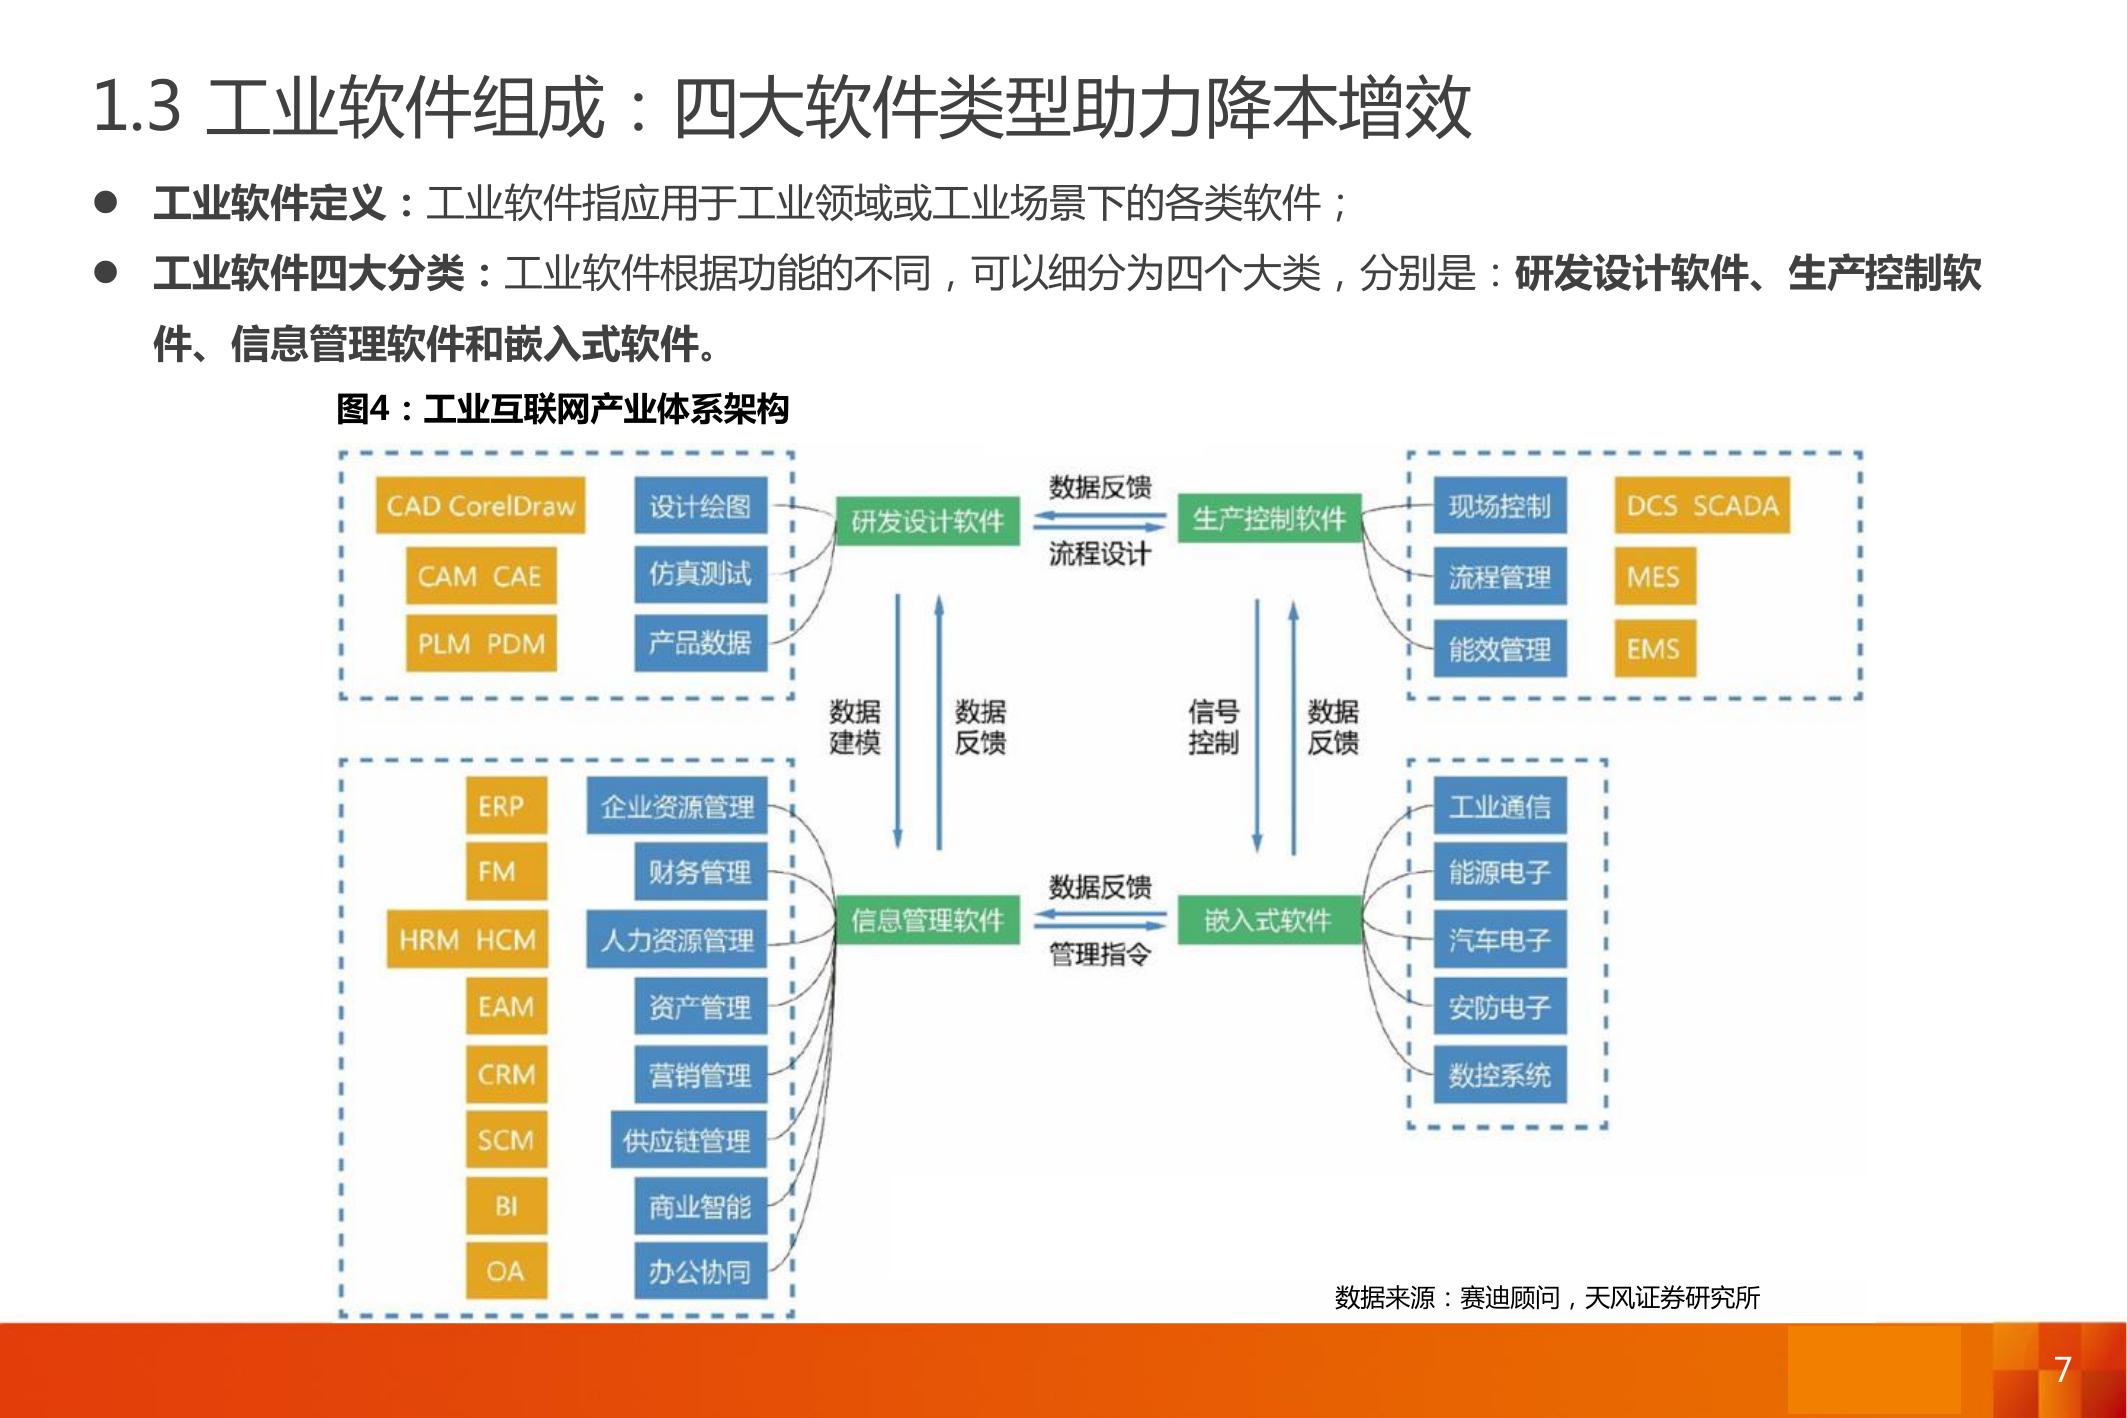 1.3 工业软件组成：四大软件类型助力降本增效
● 工业软件定义：工业软件指应用于工业领域或工业场景下的各类软件；
● 工业软件四大分类：工业软件根据功能的不同，可以细分为四个大类，分别是：研发设计软件、生产控制软
件、信息管理软件和嵌入式软件。
图4：工业互联网产业体系架构
CAD CorelDraw
设计绘图
CAM CAE
仿真测试
PLM PDM
产品数据
研发设计软件
数据反馈
流程设计
生产控制软件
现场控制
DCS SCADA
流程管理
MES
能效管理
EMS
数据
建模
数据
反馈
信号
控制
数据
反馈
ERP
企业资源管理
FM
财务管理
HRM HCM
人力资源管理
EAM
资产管理
CRM
营销管理
SCM
供应链管理
BI
商业智能
OA
办公协同
信息管理软件
数据反馈
管理指令
嵌入式软件
工业通信
能源电子
汽车电子
安防电子
数控系统
数据来源：赛迪顾问，天风证券研究所
7